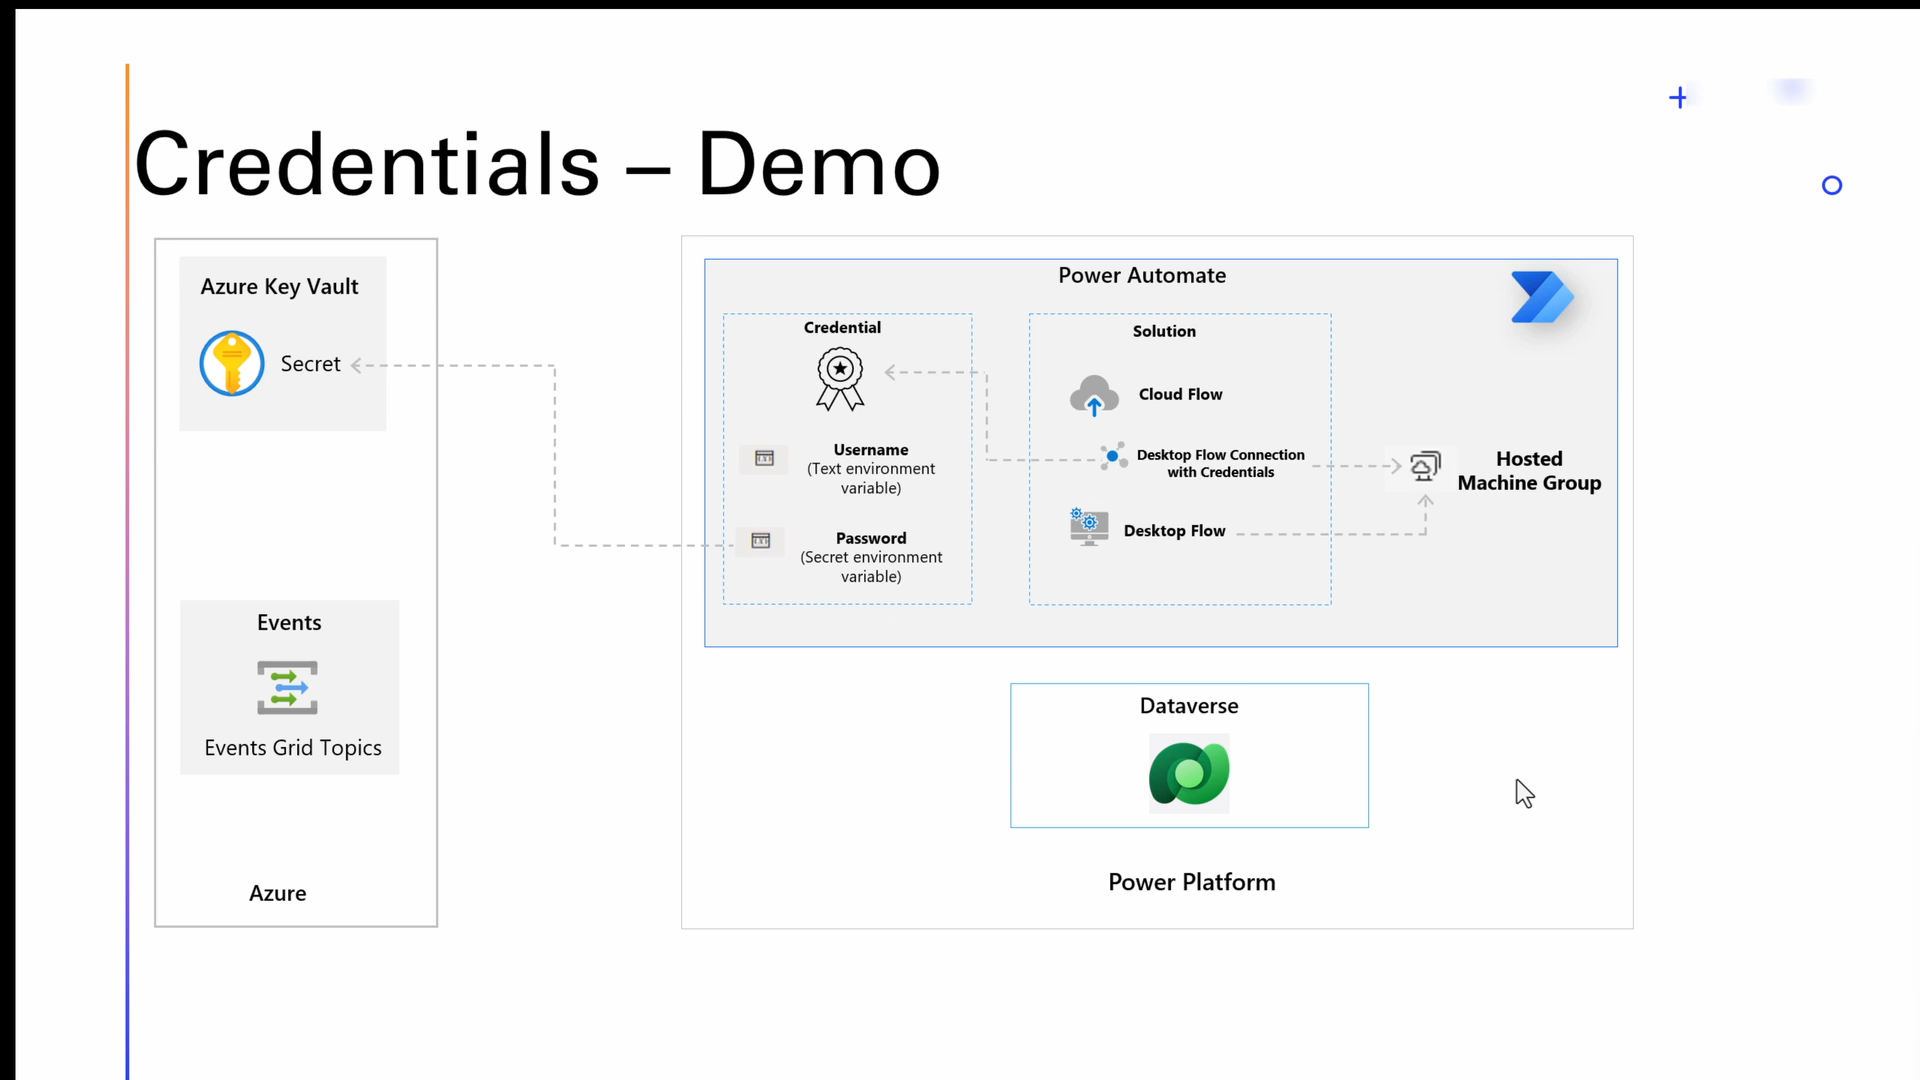 Credentials – Demo
Azure Key Vault
Secret
Events
Events Grid Topics
Azure
Power Automate
Credential
Username
(Text environment
variable)
Password
(Secret environment
variable)
Solution
Cloud Flow
Desktop Flow Connection
with Credentials
Desktop Flow
Hosted
Machine Group
Dataverse
Power Platform